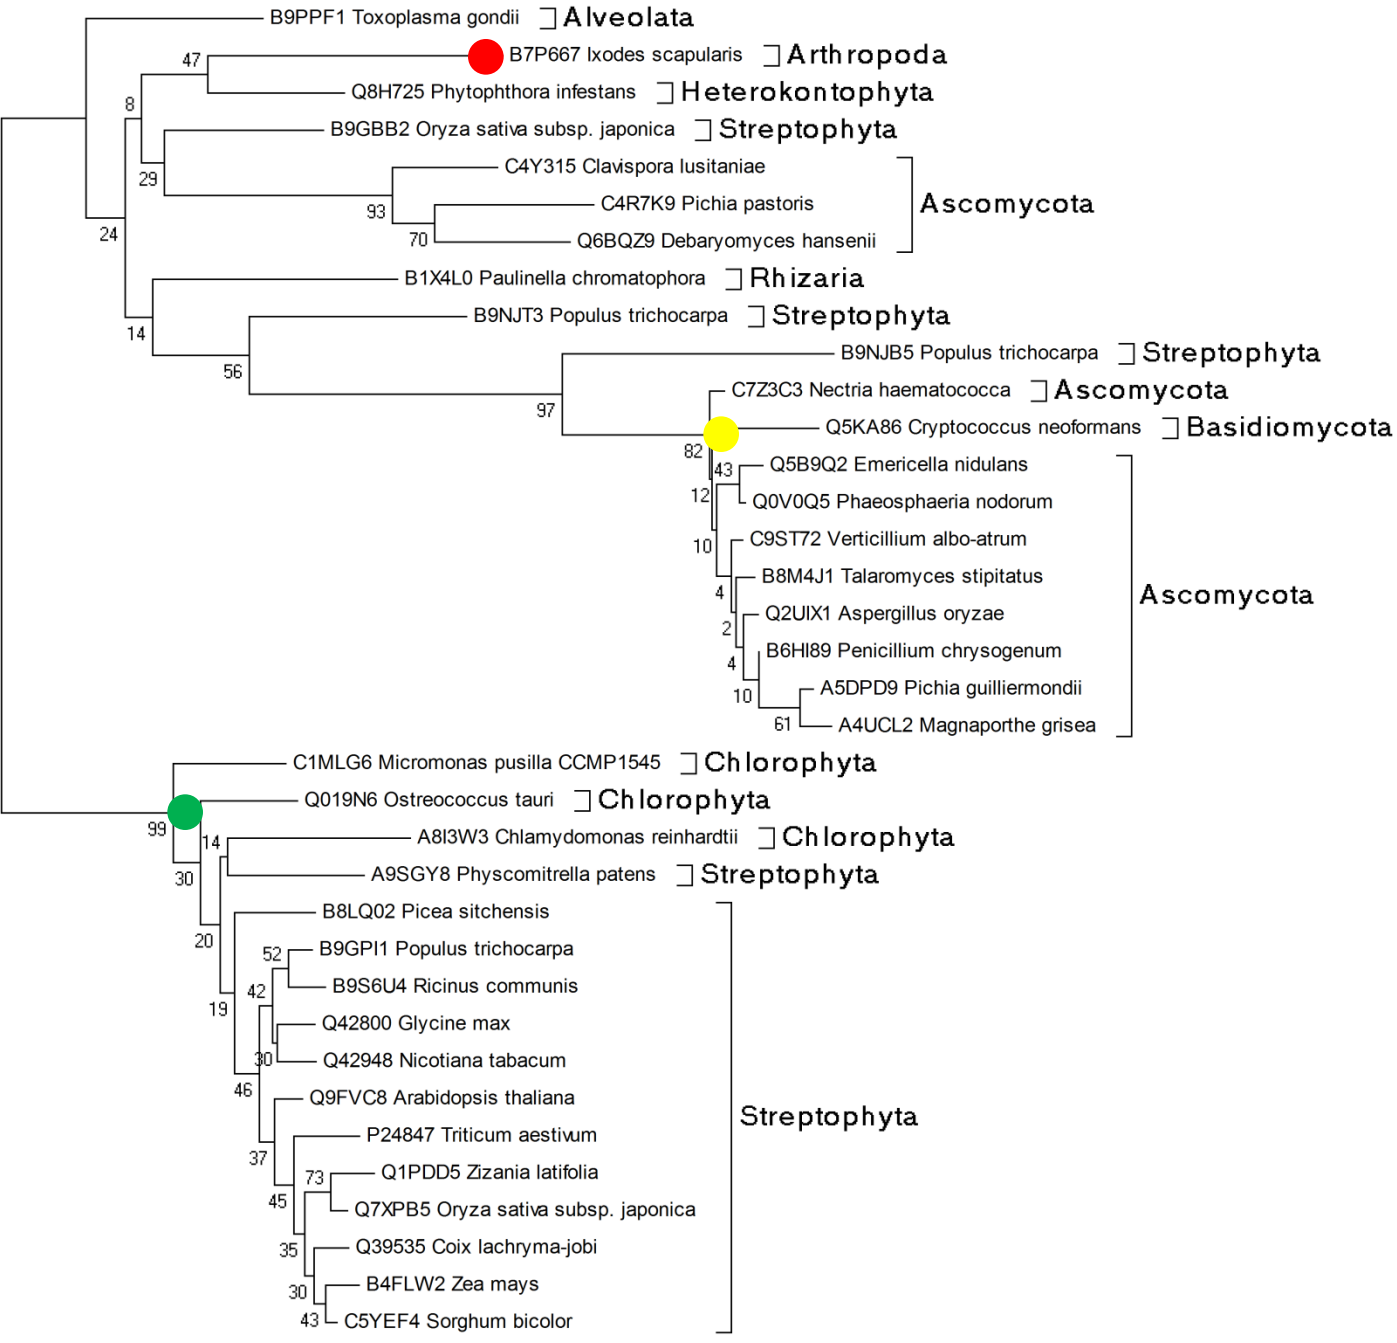 B9PPF1 Toxoplasma gondii Alveolata
47 B7P667 Ixodes scapularis Arthropoda
Q8H725 Phytophthora infestans Heterokontophyta
8
B9GBB2 Oryza sativa subsp. japonica Streptophyta
C4Y315 Clavispora lusitaniae
29
93 C4R7K9 Pichia pastoris Ascomycota
24
70 Q6BQZ9 Debaryomyces hansenii
B1X4L0 Paulinella chromatophora Rhizaria
B9NJT3 Populus trichocarpa Streptophyta
14
B9NJB5 Populus trichocarpa Streptophyta
56
C7Z3C3 Nectria haematococca Ascomycota
97
Q5KA86 Cryptococcus neoformans Basidiomycota
82
43 Q5B9Q2 Emericella nidulans
12
Q0V0Q5 Phaeosphaeria nodorum
C9ST72 Verticillium albo-atrum
10
B8M4J1 Talaromyces stipitatus
4
Ascomycota
Q2UIX1 Aspergillus oryzae
2
B6HI89 Penicillium chrysogenum
4
A5DPD9 Pichia guilliermondii
10
61 A4UCL2 Magnaporthe grisea
C1MLG6 Micromonas pusilla CCMP1545 Chlorophyta
Q019N6 Ostreococcus tauri Chlorophyta
99
14 A8I3W3 Chlamydomonas reinhardtii Chlorophyta
30 A9SGY8 Physcomitrella patens Streptophyta
B8LQ02 Picea sitchensis
20
52 B9GPI1 Populus trichocarpa
42 B9S6U4 Ricinus communis
19
Q42800 Glycine max
30 Q42948 Nicotiana tabacum
46
Q9FVC8 Arabidopsis thaliana
Streptophyta
P24847 Triticum aestivum
37
73 Q1PDD5 Zizania latifolia
45
Q7XPB5 Oryza sativa subsp. japonica
35 Q39535 Coix lachryma-jobi
30 B4FLW2 Zea mays
43 C5YEF4 Sorghum bicolor